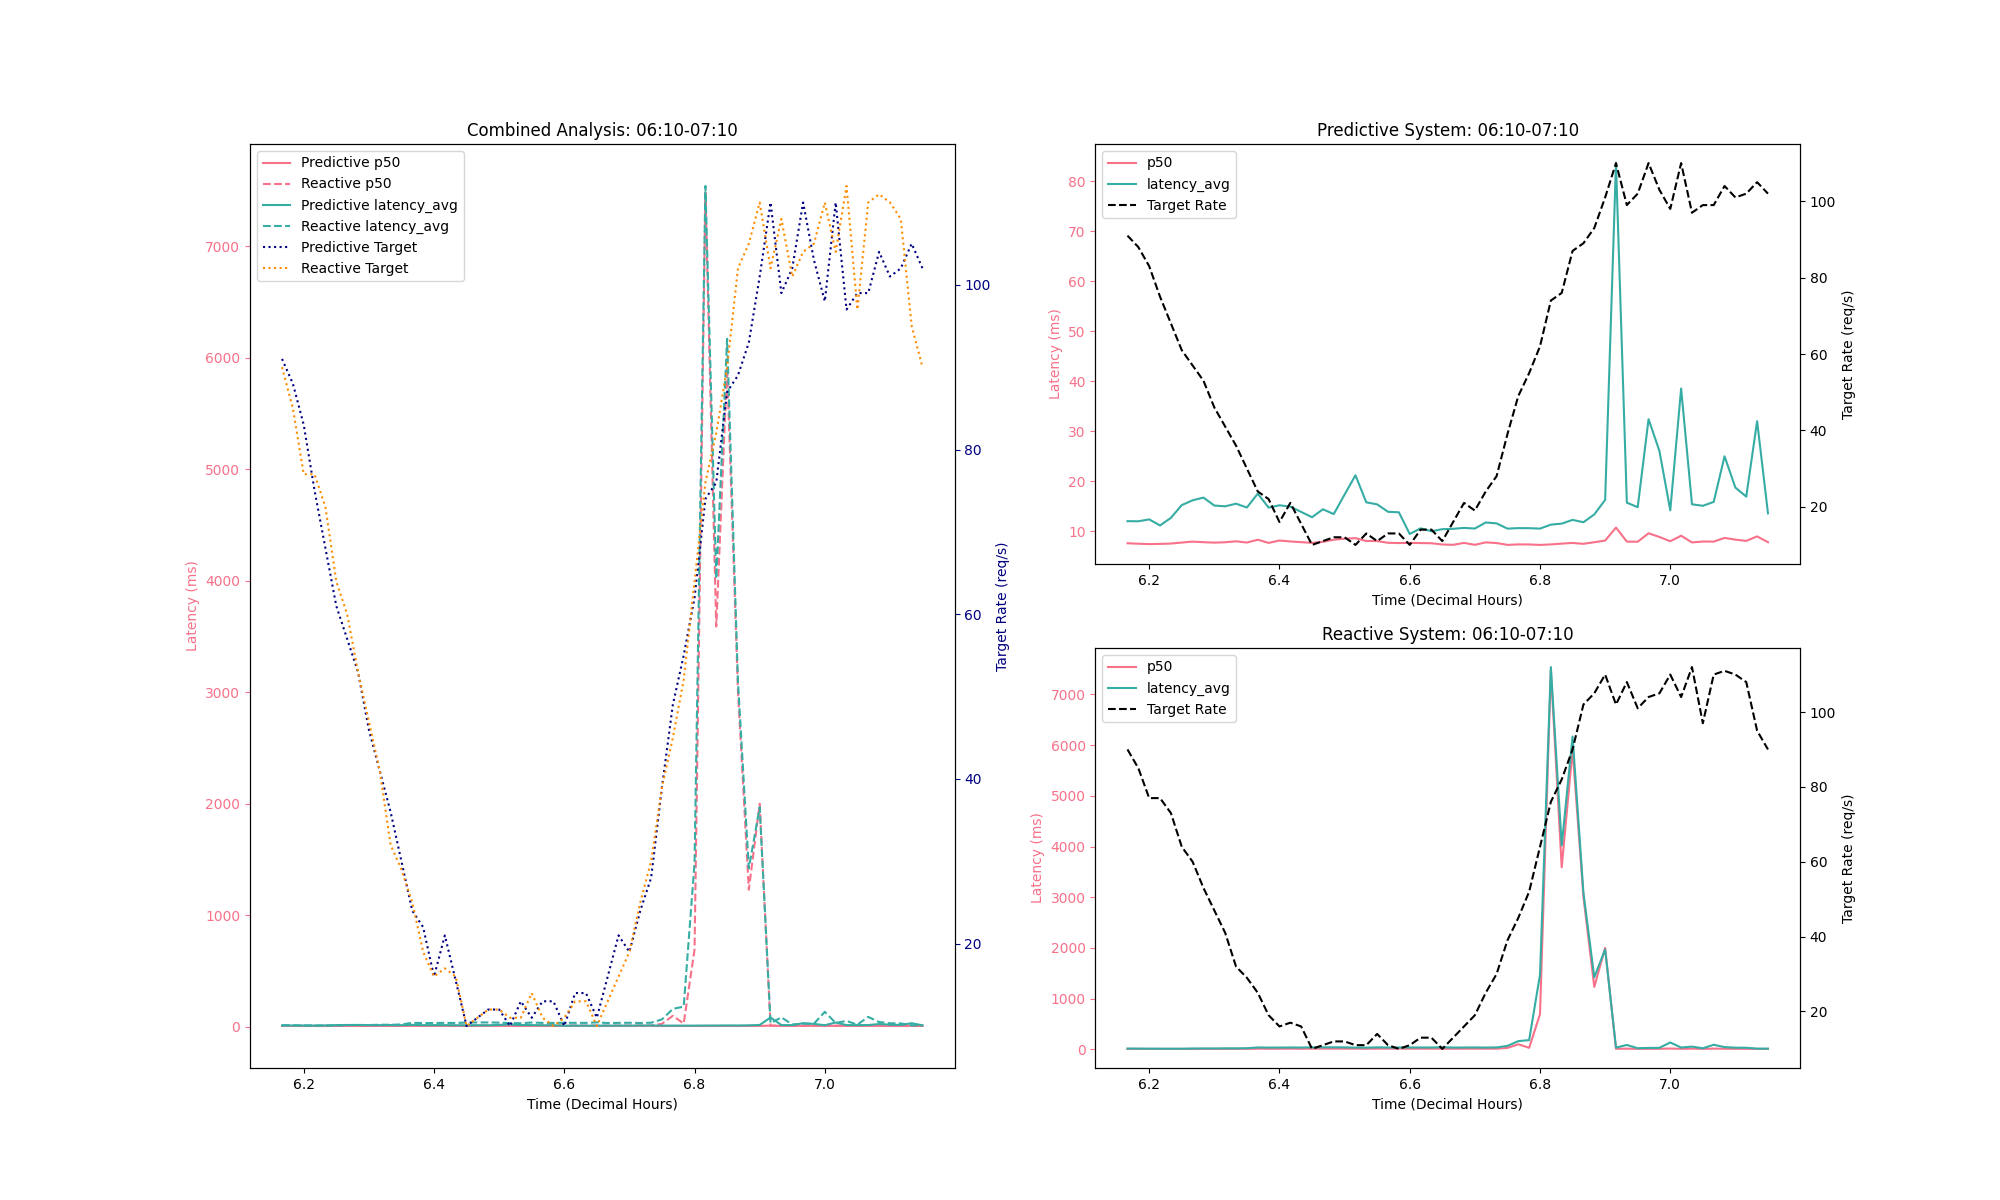 Combined Analysis: 06:10-07:10
Predictive p50
Reactive p50
Predictive latency_avg
Reactive latency_avg
Predictive Target
Reactive Target
Latency (ms)
7000
6000
5000
4000
3000
2000
1000
0
100
80
60
40
20
Target Rate (req/s)
6.2 6.4 6.6 6.8 7.0
Time (Decimal Hours)
Predictive System: 06:10-07:10
p50
latency_avg
Target Rate
Latency (ms)
80
70
60
50
40
30
20
10
100
80
60
40
20
Target Rate (req/s)
6.2 6.4 6.6 6.8 7.0
Time (Decimal Hours)
Reactive System: 06:10-07:10
p50
latency_avg
Target Rate
Latency (ms)
7000
6000
5000
4000
3000
2000
1000
0
100
80
60
40
20
Target Rate (req/s)
6.2 6.4 6.6 6.8 7.0
Time (Decimal Hours)